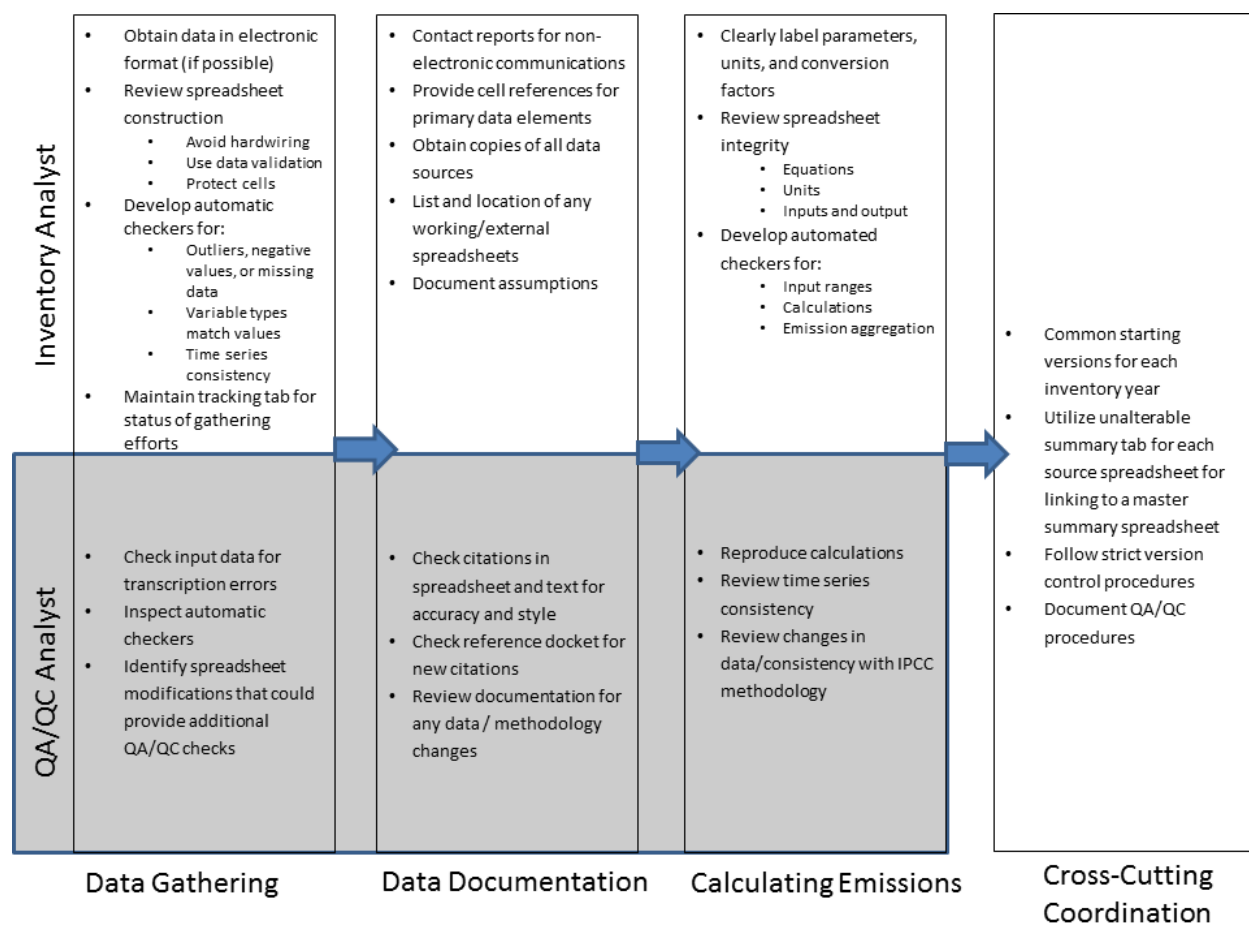 Inventory Analyst
• Obtain data in electronic
format (if possible)
• Review spreadsheet
construction
• Avoid hardwiring
• Use data validation
• Protect cells
• Develop automatic
checkers for:
• Outliers, negative
values, or missing
data
• Variable types
match values
• Time series
consistency
• Maintain tracking tab for
status of gathering
efforts
• Contact reports for non-
electronic communications
• Provide cell references for
primary data elements
• Obtain copies of all data
sources
• List and location of any
working/external
spreadsheets
• Document assumptions
• Clearly label parameters,
units, and conversion
factors
• Review spreadsheet
integrity
• Equations
• Units
• Inputs and output
• Develop automated
checkers for:
• Input ranges
• Calculations
• Emission aggregation
QA/QC Analyst
• Check input data for
transcription errors
• Inspect automatic
checkers
• Identify spreadsheet
modifications that could
provide additional
QA/QC checks
• Check citations in
spreadsheet and text for
accuracy and style
• Check reference docket for
new citations
• Review documentation for
any data / methodology
changes
• Reproduce calculations
• Review time series
consistency
• Review changes in
data/consistency with IPCC
methodology
• Common starting
versions for each
inventory year
• Utilize unalterable
summary tab for each
source spreadsheet for
linking to a master
summary spreadsheet
• Follow strict version
control procedures
• Document QA/QC
procedures
Data Gathering
Data Documentation
Calculating Emissions
Cross-Cutting
Coordination